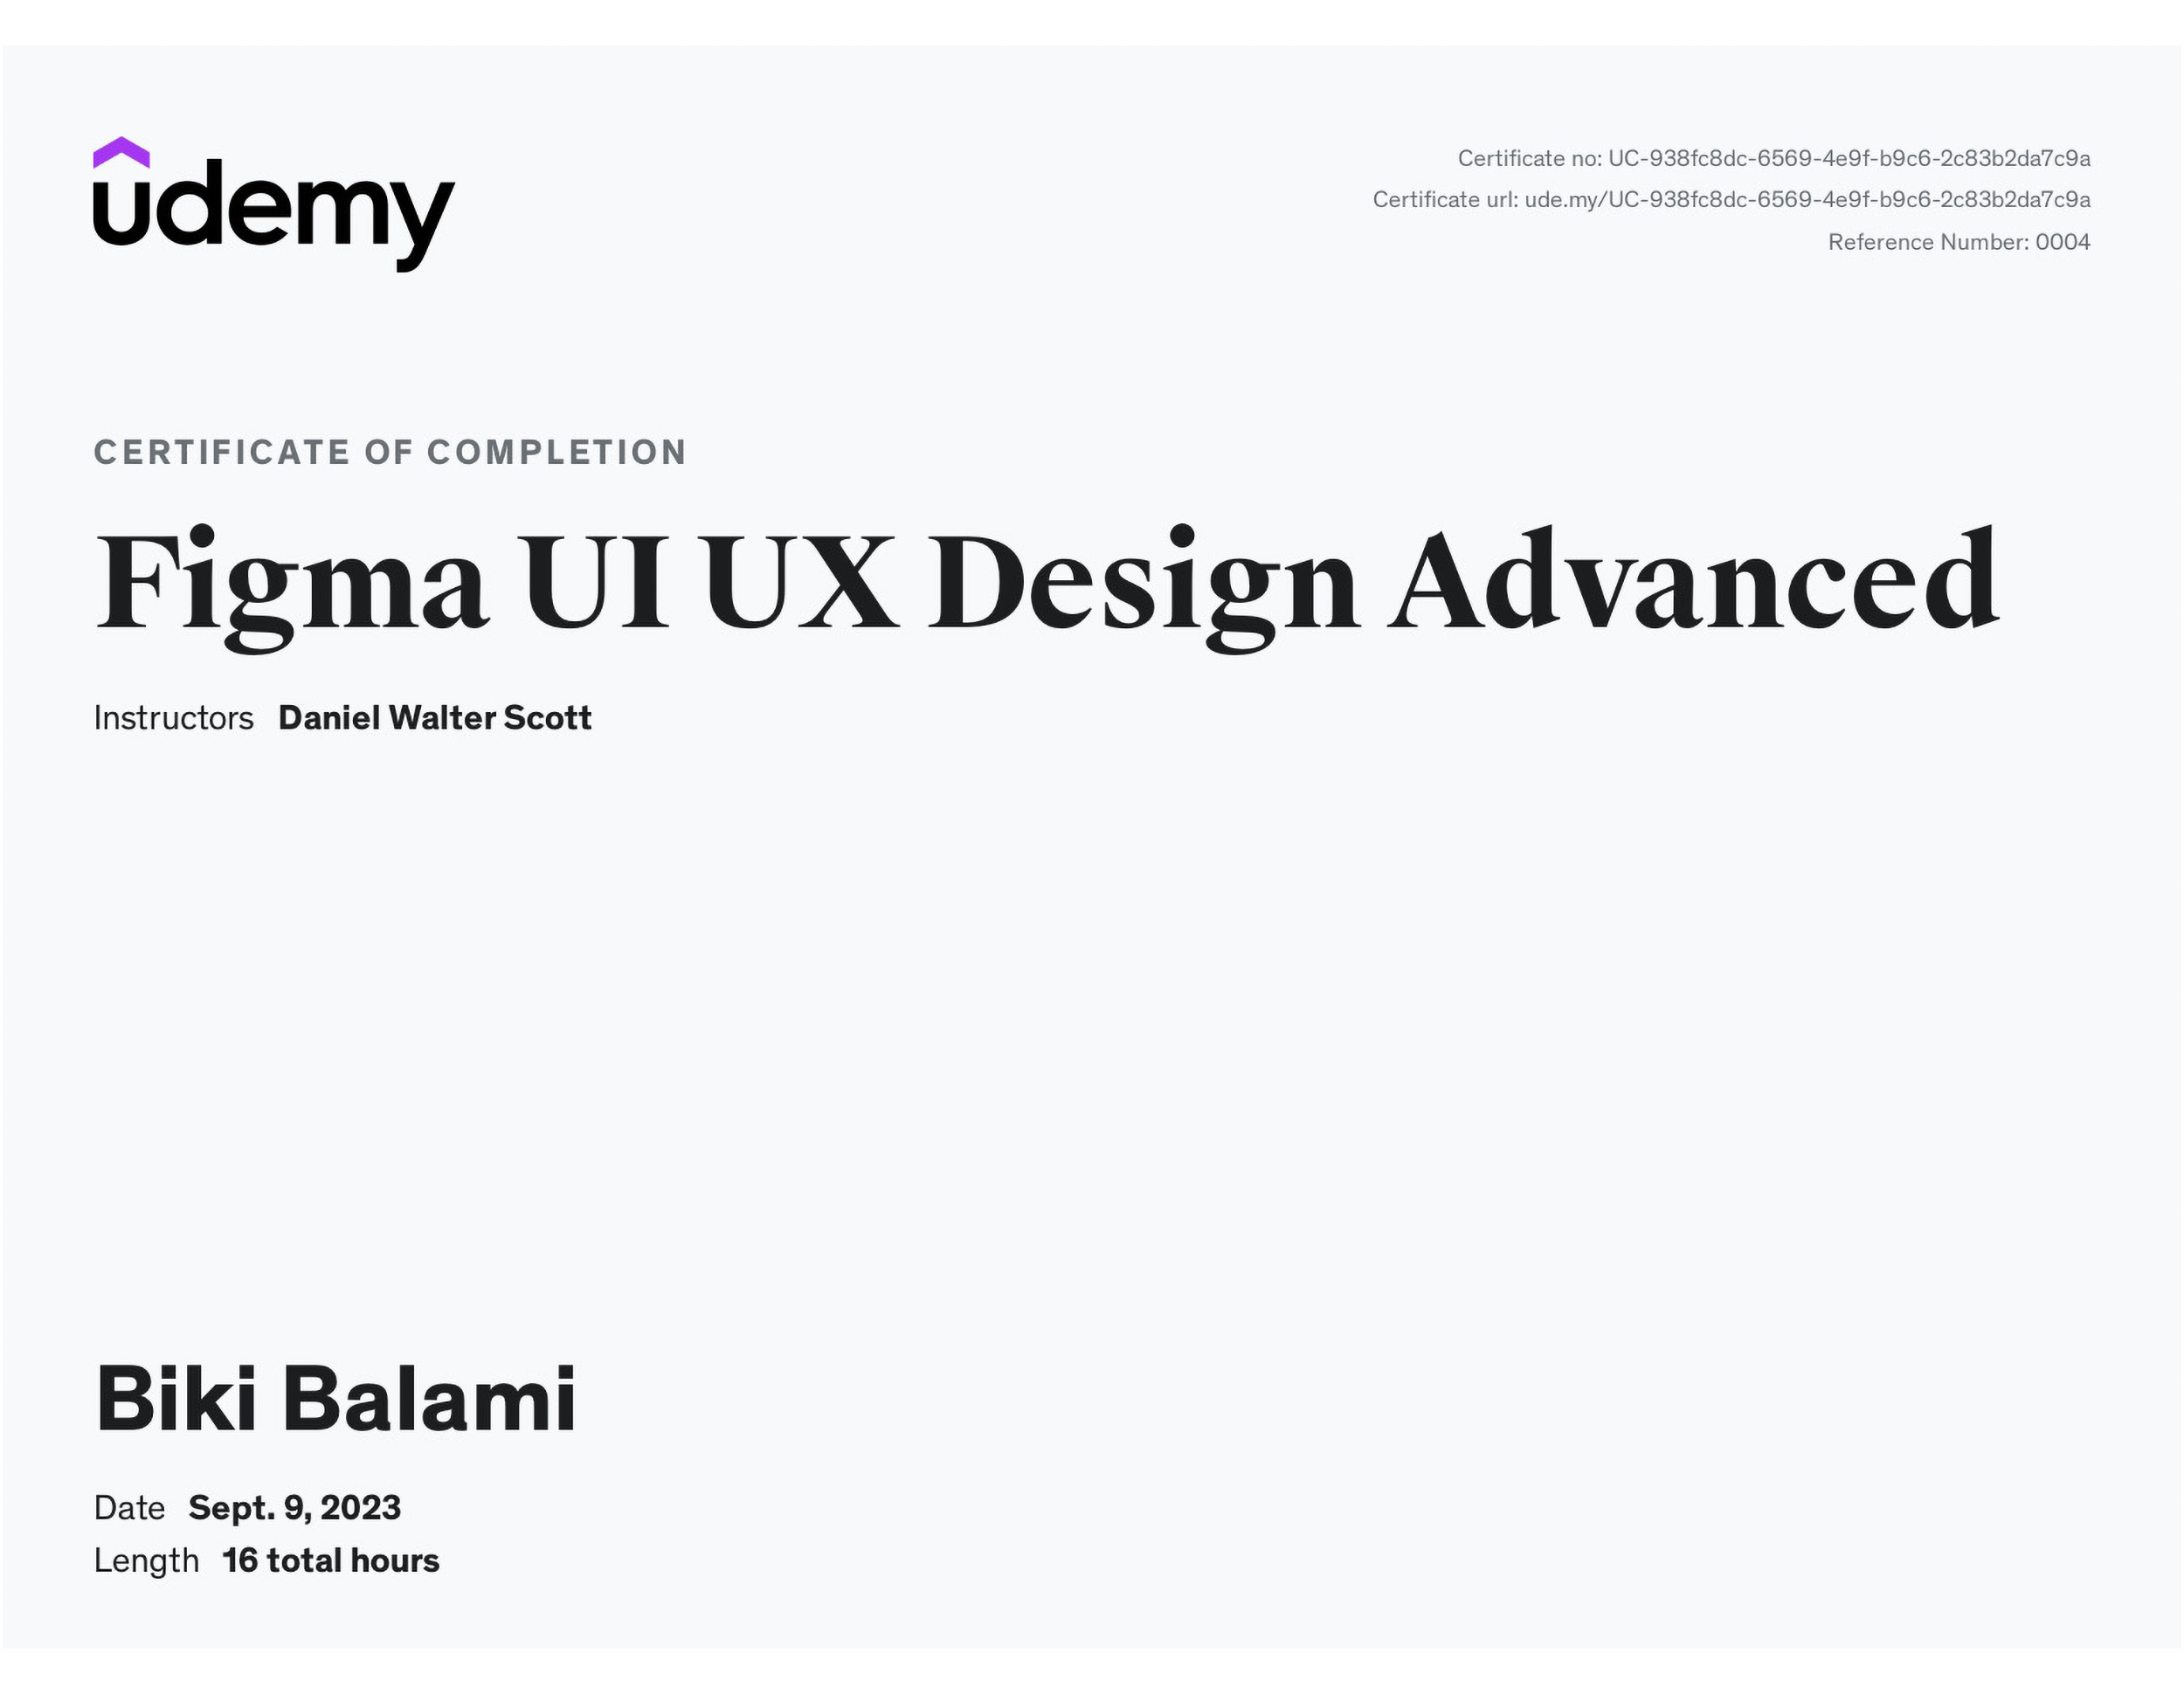 udemy
Certificate no: UC-938fc8dc-6569-4e9f-b9c6-2c83b2da7c9a
Certificate url: ude.my/UC-938fc8dc-6569-4e9f-b9c6-2c83b2da7c9a
Reference Number: 0004
CERTIFICATE OF COMPLETION
Figma UI UX Design Advanced
Instructors Daniel Walter Scott
Biki Balami
Date Sept. 9, 2023
Length 16 total hours